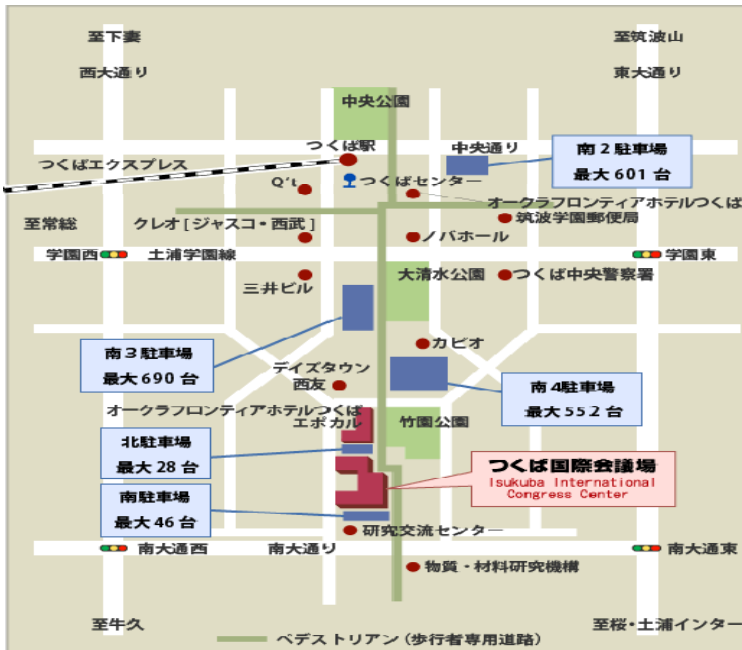 至下妻
至筑波山
西大通り
東大通り
中央公園
つくば駅
中央通り
南2駐車場
最大601台
つくばエクスプレス
Q't
つくばセンター
オークラフロンティアホテルつくば
筑波学園郵便局
至常総
クレオ[ジャスコ・西武]
ノバホール
学園西
土浦学園線
学園東
三井ビル
大清水公園
つくば中央警察署
南3駐車場
最大690台
カピオ
デイズタウン
西友
南4駐車場
最大552台
オークラフロンティアホテルつくば
エポカル
竹園公園
北駐車場
最大28台
つくば国際会議場
Isukuba International
Congress Center
南駐車場
最大46台
研究交流センター
南大通西
南大通り
南大通東
物質・材料研究機構
至牛久
至桜・土浦インター
ペデストリアン(歩行者専用道路)